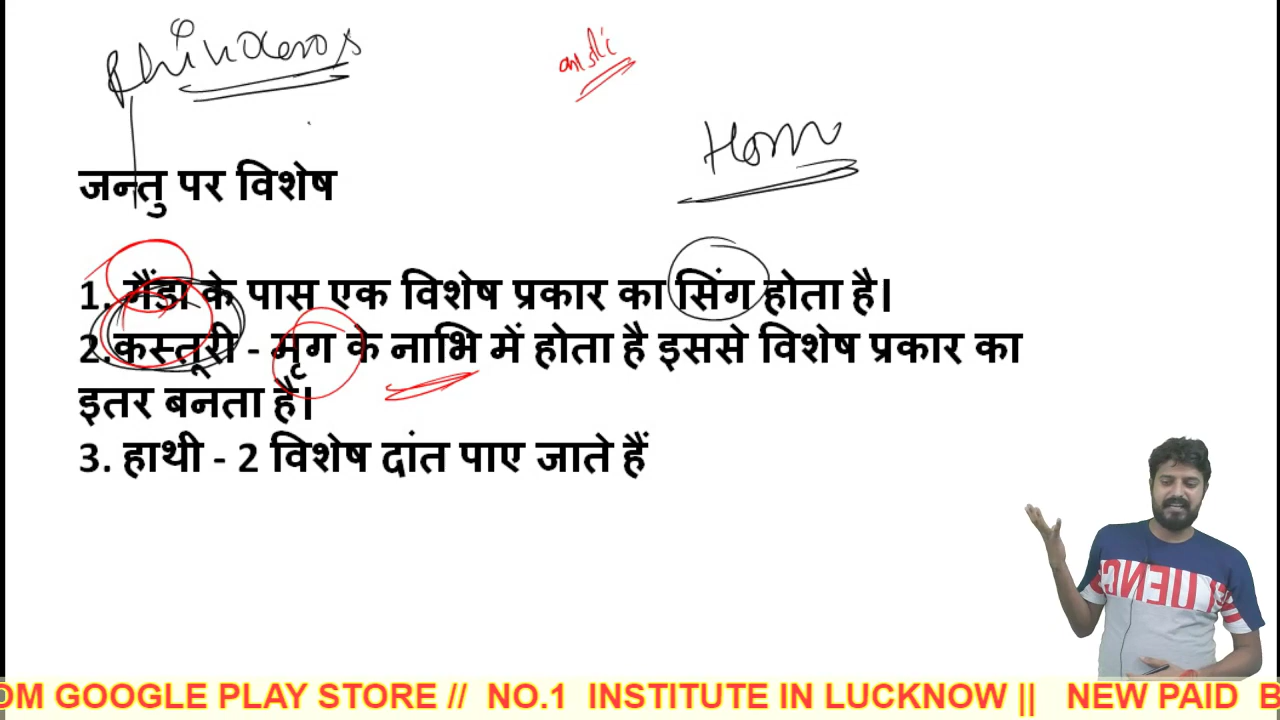 Rhinoceros
Horn
जन्तु पर विशेष
1. गैंडा के पास एक विशेष प्रकार का सिंग होता है।
2.कस्तूरी - मृग के नाभि में होता है इससे विशेष प्रकार का
इतर बनता है।
3. हाथी - 2 विशेष दांत पाए जाते हैं
OM GOOGLE PLAY STORE // NO.1 INSTITUTE IN LUCKNOW || NEW PAID B